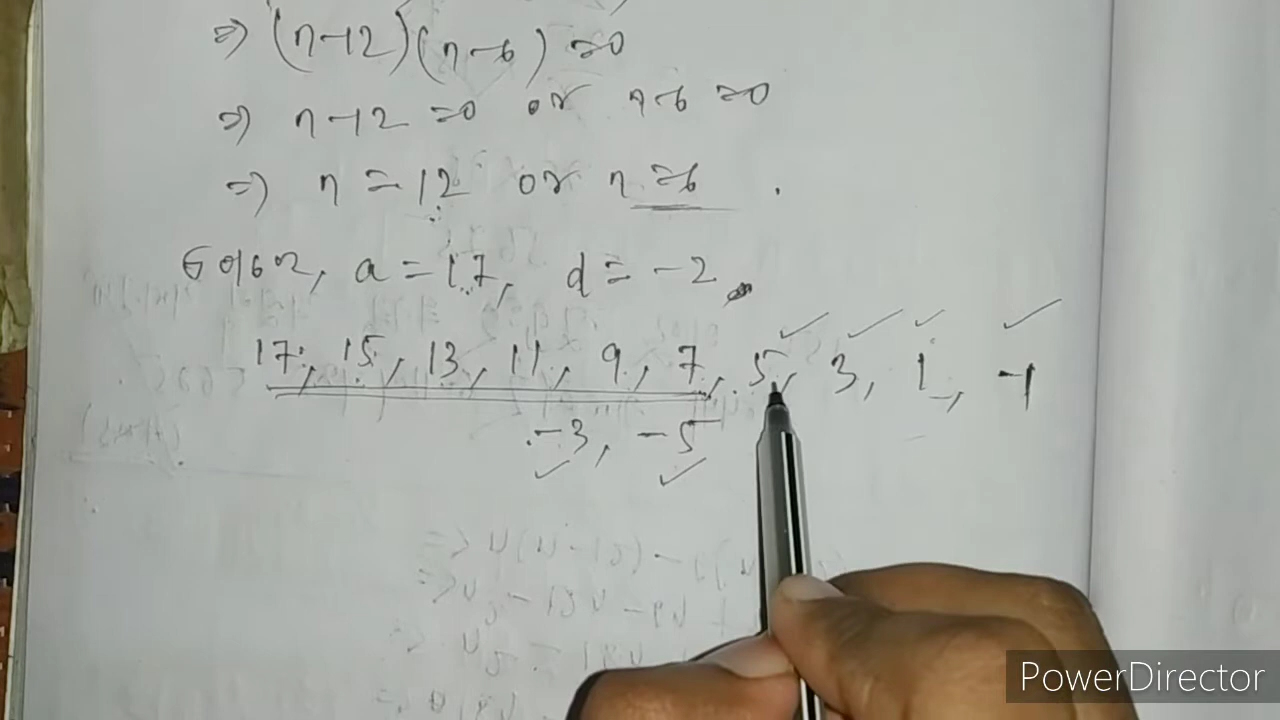 ⇒ (n-12)(n-6) =0
⇒ n-12 =0 or n-6 =0
⇒ n = 12 or n =6 .
a = 17, d = -2
17, 15, 13, 11, 9, 7, 5, 3, 1, -1
-3, -5
PowerDirector